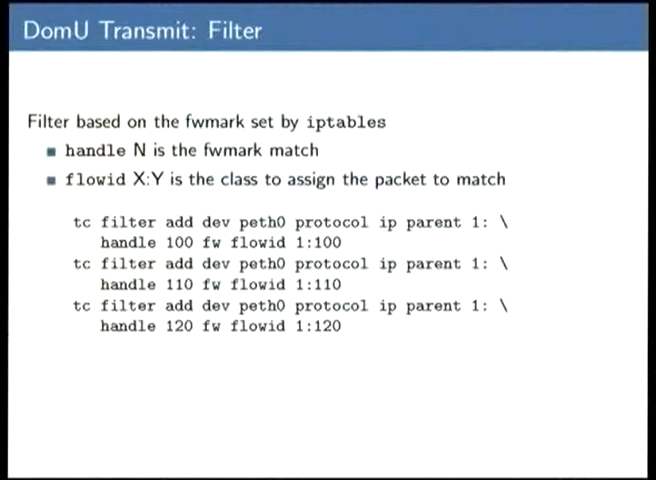 DomU Transmit: Filter
Filter based on the fwmark set by iptables
handle N is the fwmark match
flowid X:Y is the class to assign the packet to match
tc filter add dev peth0 protocol ip parent 1: \
handle 100 fw flowid 1:100
tc filter add dev peth0 protocol ip parent 1: \
handle 110 fw flowid 1:110
tc filter add dev peth0 protocol ip parent 1: \
handle 120 fw flowid 1:120